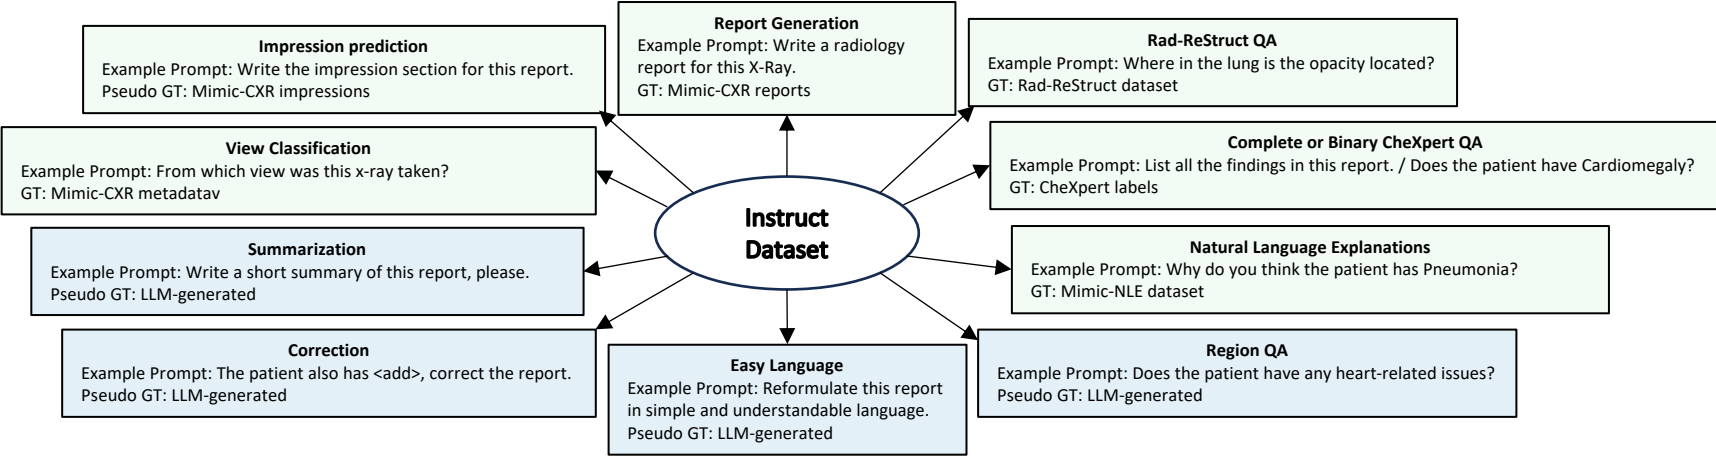 Report Generation
Example Prompt: Write a radiology
report for this X-Ray.
GT: Mimic-CXR reports
Impression prediction
Example Prompt: Write the impression section for this report.
Pseudo GT: Mimic-CXR impressions
Rad-ReStruct QA
Example Prompt: Where in the lung is the opacity located?
GT: Rad-ReStruct dataset
View Classification
Example Prompt: From which view was this x-ray taken?
GT: Mimic-CXR metadatav
Complete or Binary CheXpert QA
Example Prompt: List all the findings in this report. / Does the patient have Cardiomegaly?
GT: CheXpert labels
Instruct
Dataset
Summarization
Example Prompt: Write a short summary of this report, please.
Pseudo GT: LLM-generated
Natural Language Explanations
Example Prompt: Why do you think the patient has Pneumonia?
GT: Mimic-NLE dataset
Correction
Example Prompt: The patient also has <add>, correct the report.
Pseudo GT: LLM-generated
Easy Language
Example Prompt: Reformulate this report
in simple and understandable language.
Pseudo GT: LLM-generated
Region QA
Example Prompt: Does the patient have any heart-related issues?
Pseudo GT: LLM-generated